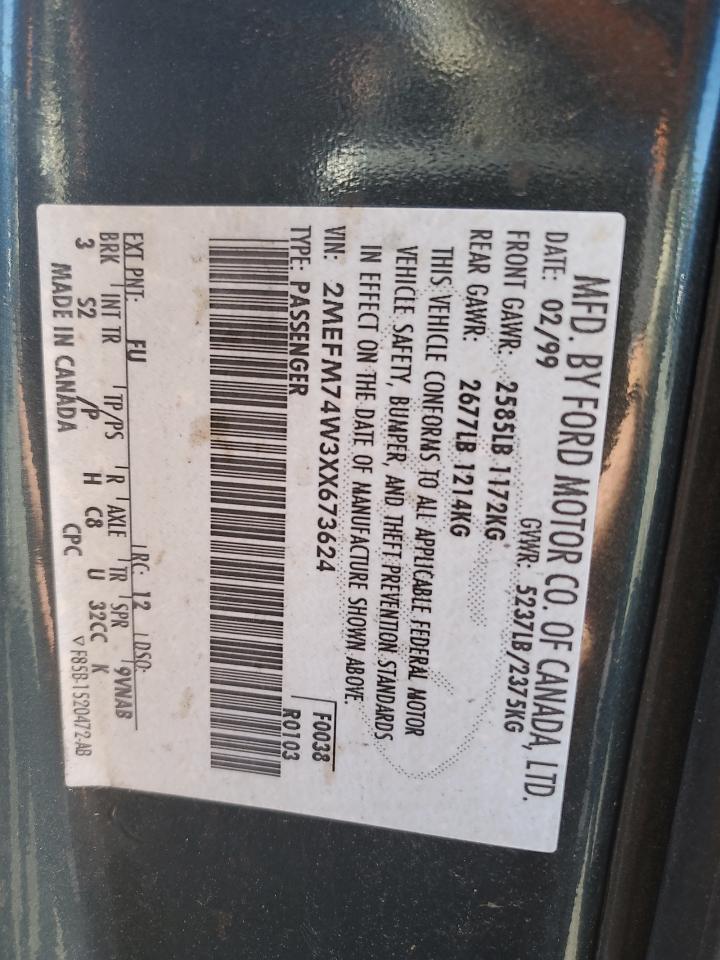 MFD. BY FORD MOTOR CO. OF CANADA, LTD.
DATE: 02/99 GVWR: 5237LB/2375KG
FRONT GAWR: 2585LB 1172KG
REAR GAWR: 2677LB 1214KG
THIS VEHICLE CONFORMS TO ALL APPLICABLE FEDERAL MOTOR
VEHICLE SAFETY, BUMPER, AND THEFT PREVENTION STANDARDS
IN EFFECT ON THE DATE OF MANUFACTURE SHOWN ABOVE.
VIN: 2MEFM74W3XX673624 F0038
TYPE: PASSENGER R0103
EXT PNT: FU RC: 12 DSO:
BRK INT TR TP/PS R AXLE TR SPR 9VNAB
3 S2 /P H C8 U 32CC K
MADE IN CANADA CPC ▽ F85B-1520472-AB